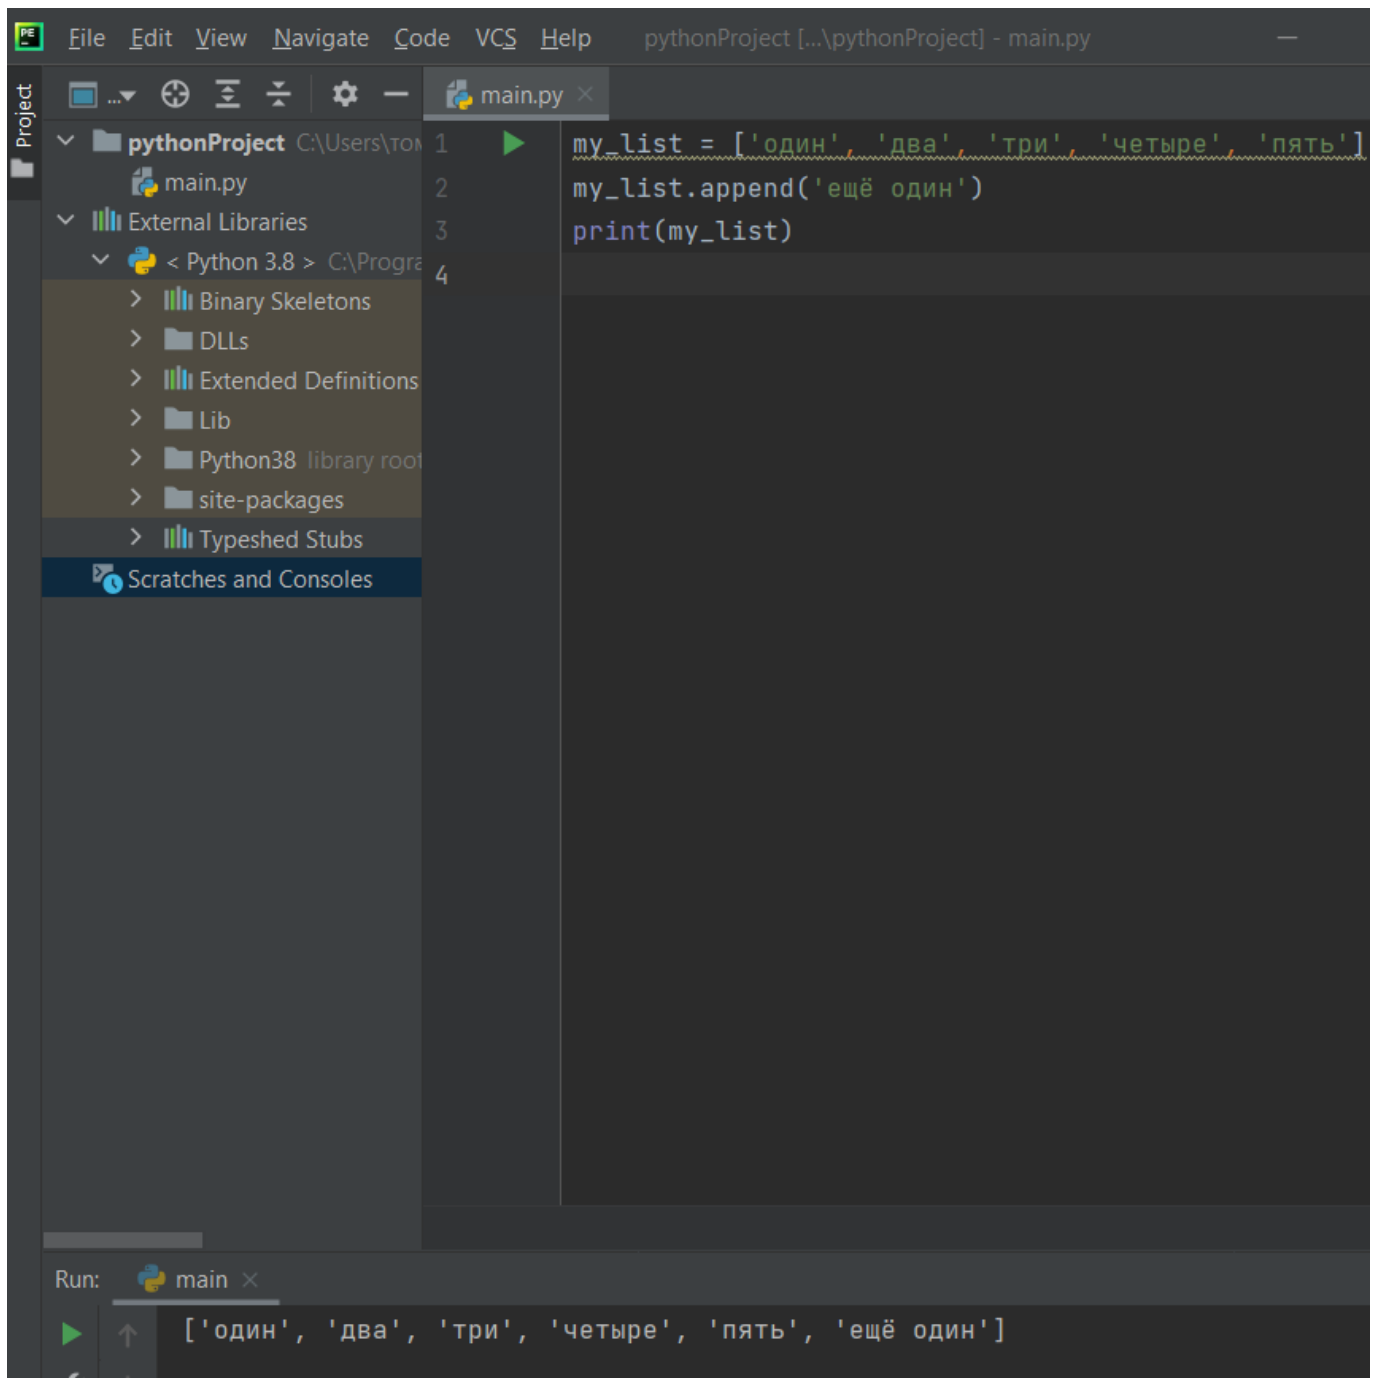 PE File Edit View Navigate Code VCS Help pythonProject [...\pythonProject] - main.py
Project
... main.py
pythonProject C:\Users\том
main.py
External Libraries
< Python 3.8 > C:\Progra
Binary Skeletons
DLLs
Extended Definitions
Lib
Python38 library root
site-packages
Typeshed Stubs
Scratches and Consoles
1 my_list = ['один', 'два', 'три', 'четыре', 'пять']
2 my_list.append('ещё один')
3 print(my_list)
4
Run: main
['один', 'два', 'три', 'четыре', 'пять', 'ещё один']